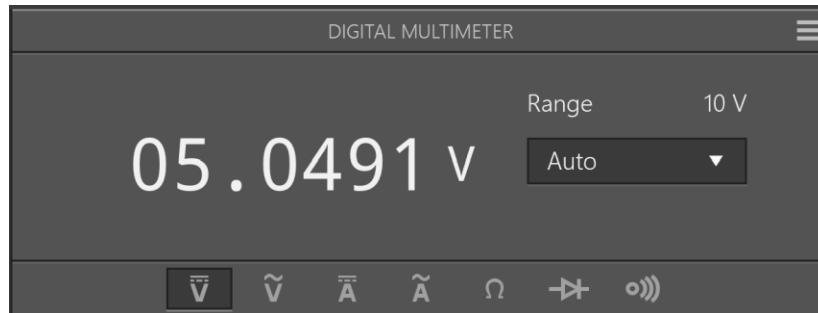 DIGITAL MULTIMETER
Range 10 V
05.0491 V
Auto
V V A A Ω